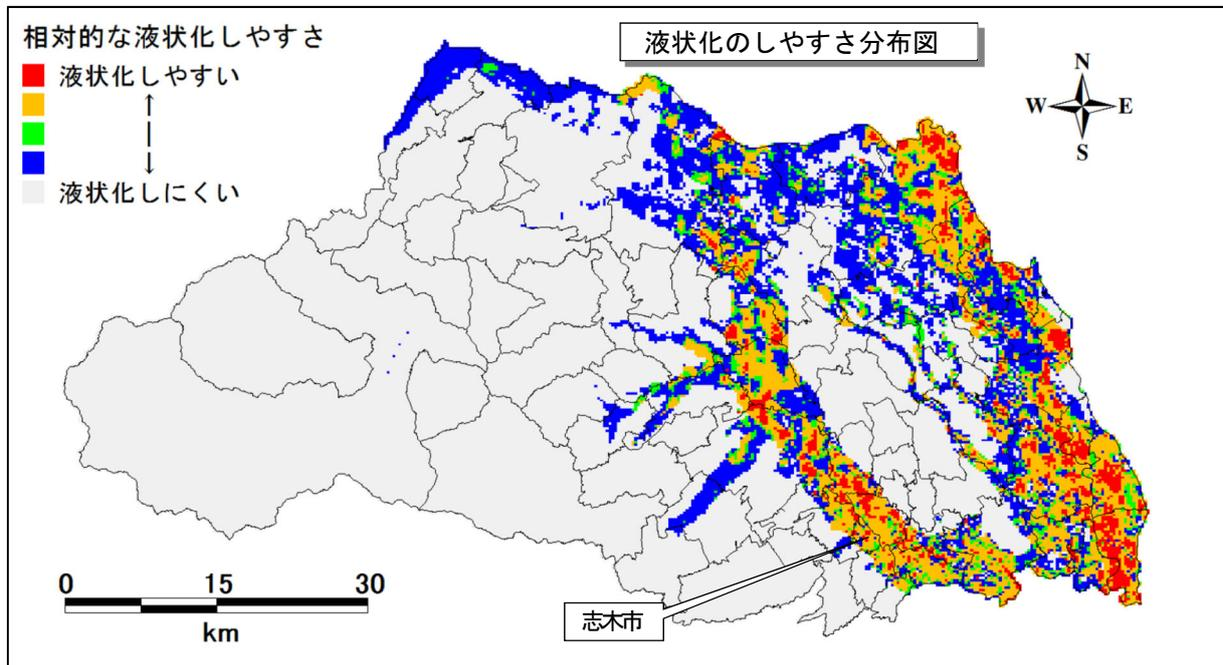 液状化のしやすさ分布図
相対的な液状化しやすさ
液状化しやすい
↑
↓
液状化しにくい
N
W E
S
0 15 30
km
志木市